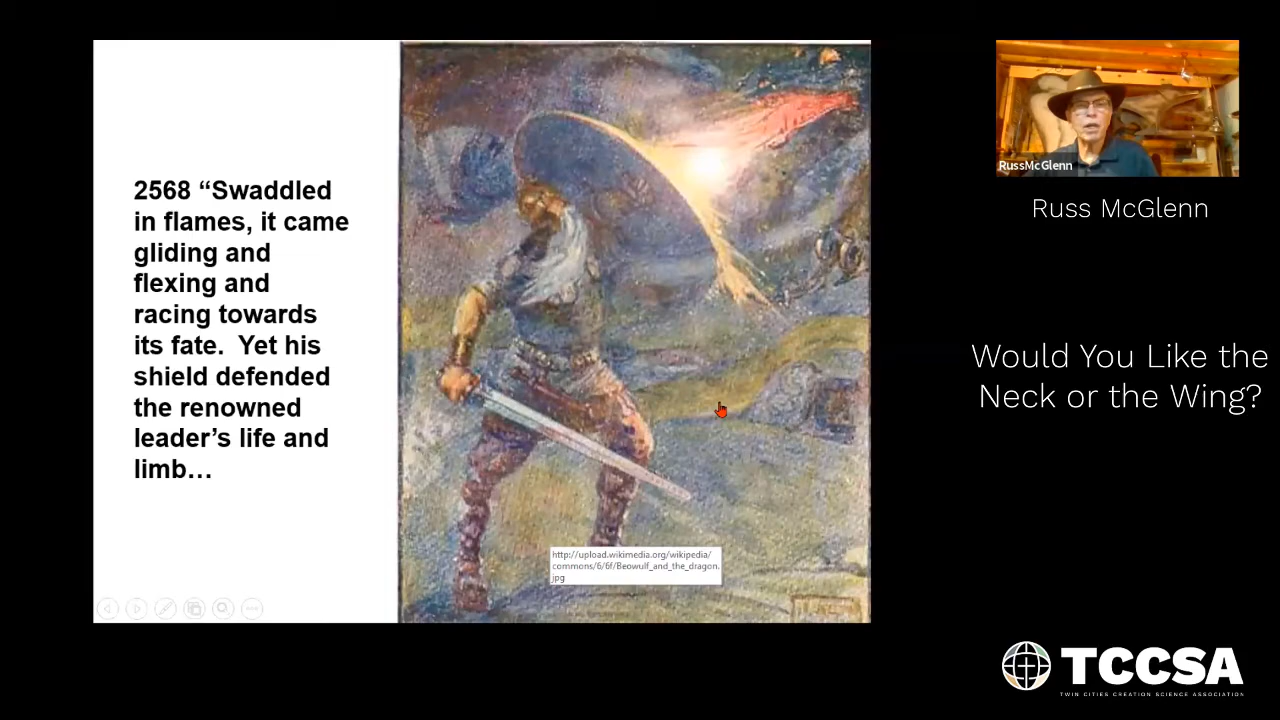 2568 “Swaddled
in flames, it came
gliding and
flexing and
racing towards
its fate.  Yet his
shield defended
the renowned
leader’s life and
limb…
http://upload.wikimedia.org/wikipedia/
commons/6/6f/Beowulf_and_the_dragon.
jpg
RussMcGlenn
Russ McGlenn
Would You Like the
Neck or the Wing?
TCCSA
TWIN CITIES CREATION SCIENCE ASSOCIATION